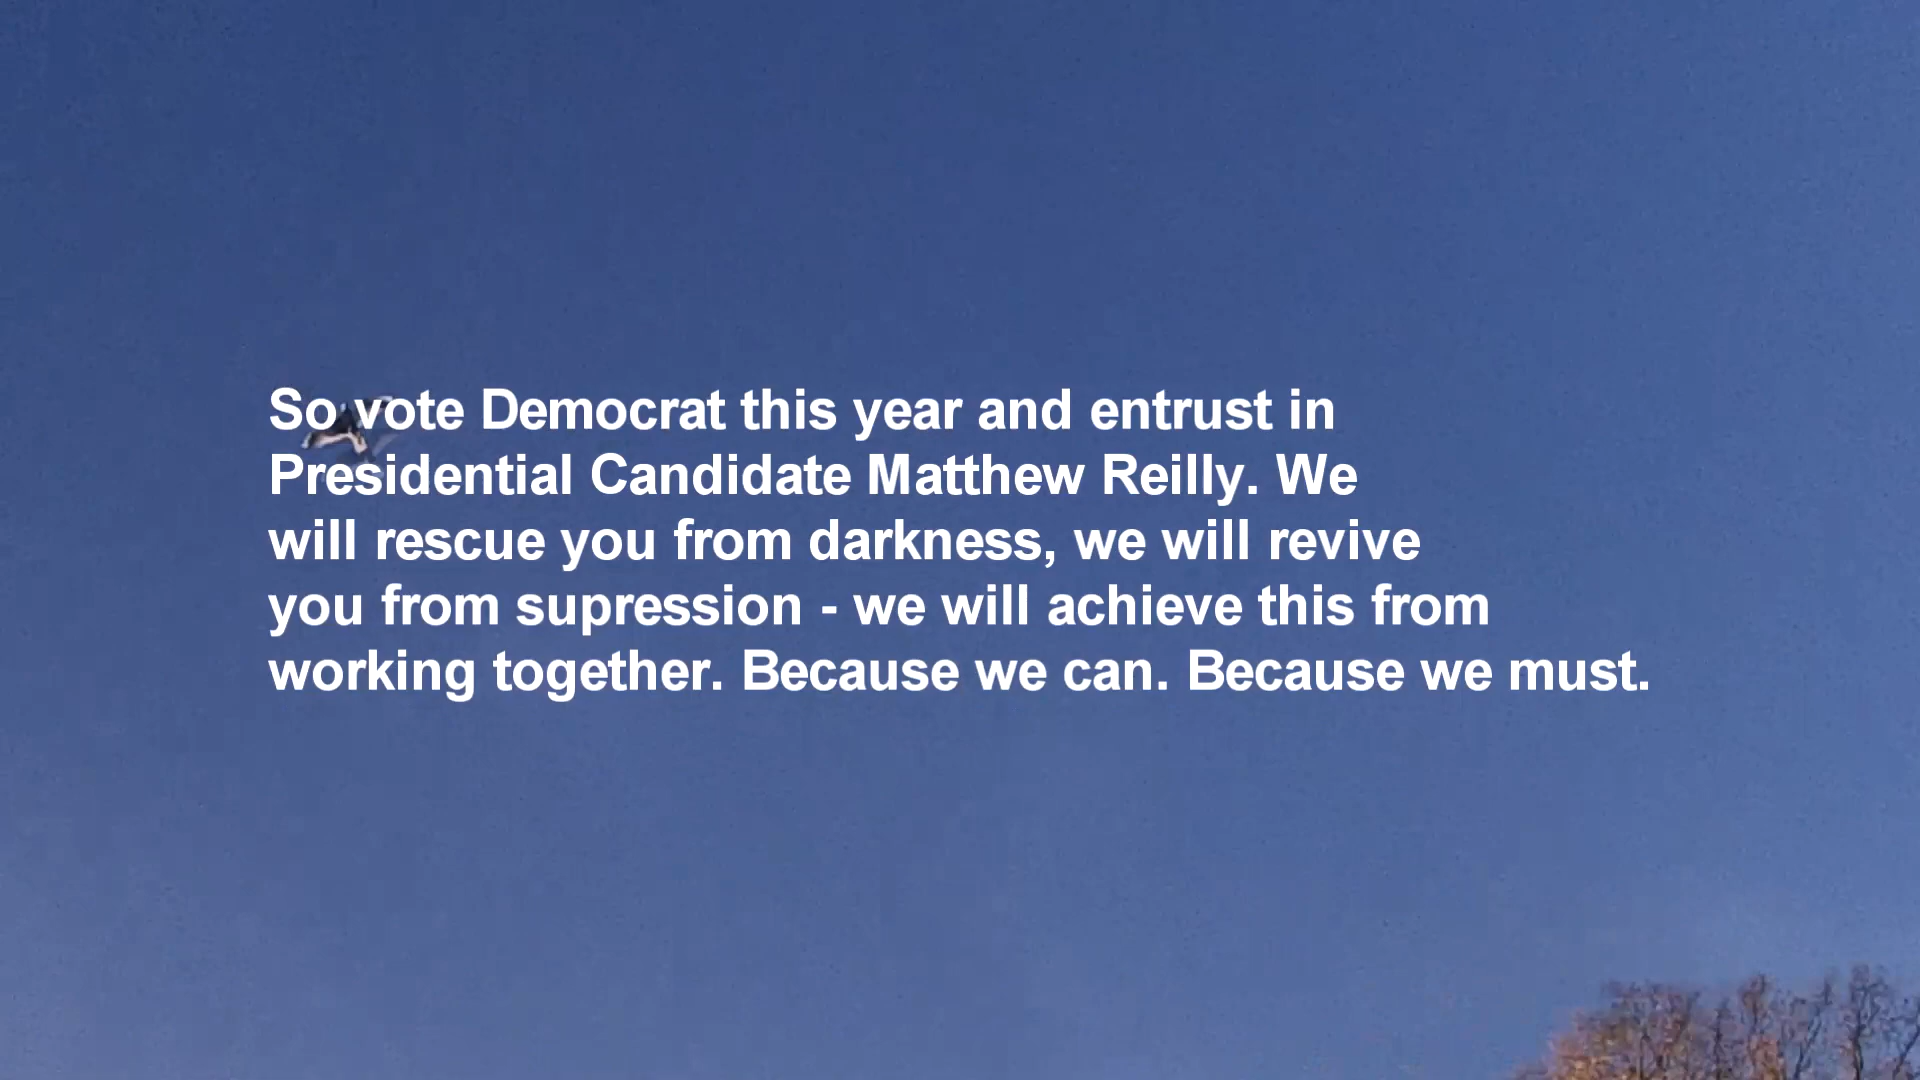 So vote Democrat this year and entrust in
Presidential Candidate Matthew Reilly. We
will rescue you from darkness, we will revive
you from supression - we will achieve this from
working together. Because we can. Because we must.